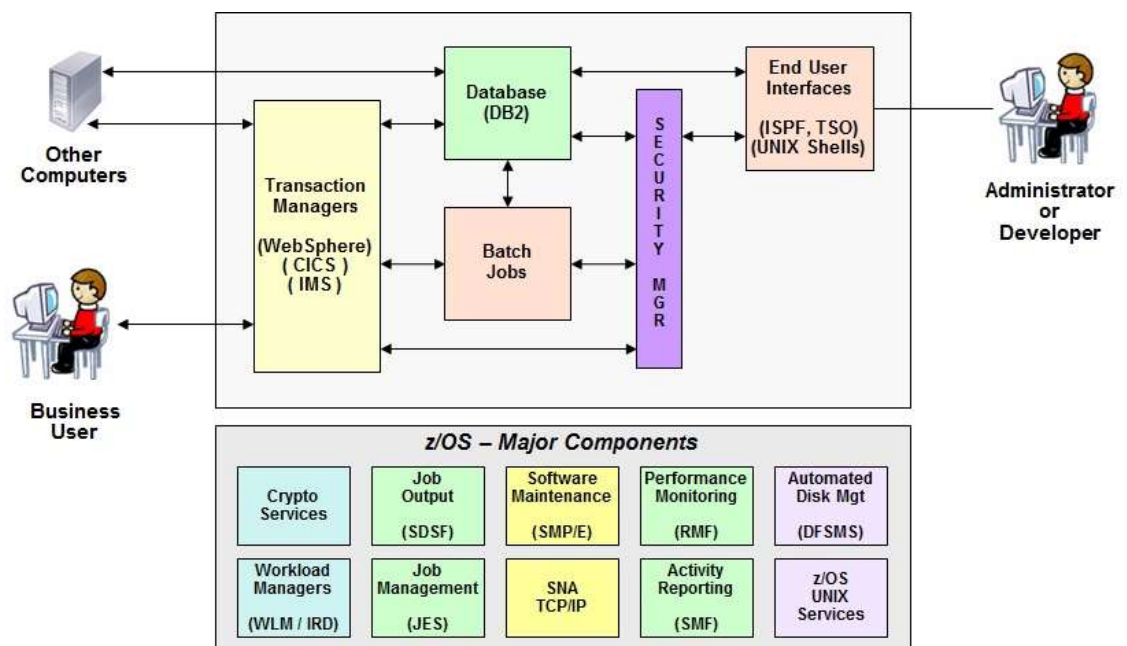 Other
Computers
Business
User
Transaction
Managers
(WebSphere)
( CICS )
( IMS )
Database
(DB2)
Batch
Jobs
SECURITY MGR
End User
Interfaces
(ISPF, TSO)
(UNIX Shells)
Administrator
or
Developer
z/OS – Major Components
Crypto
Services
Job
Output
(SDSF)
Software
Maintenance
(SMP/E)
Performance
Monitoring
(RMF)
Automated
Disk Mgt
(DFSMS)
Workload
Managers
(WLM / IRD)
Job
Management
(JES)
SNA
TCP/IP
Activity
Reporting
(SMF)
z/OS
UNIX
Services